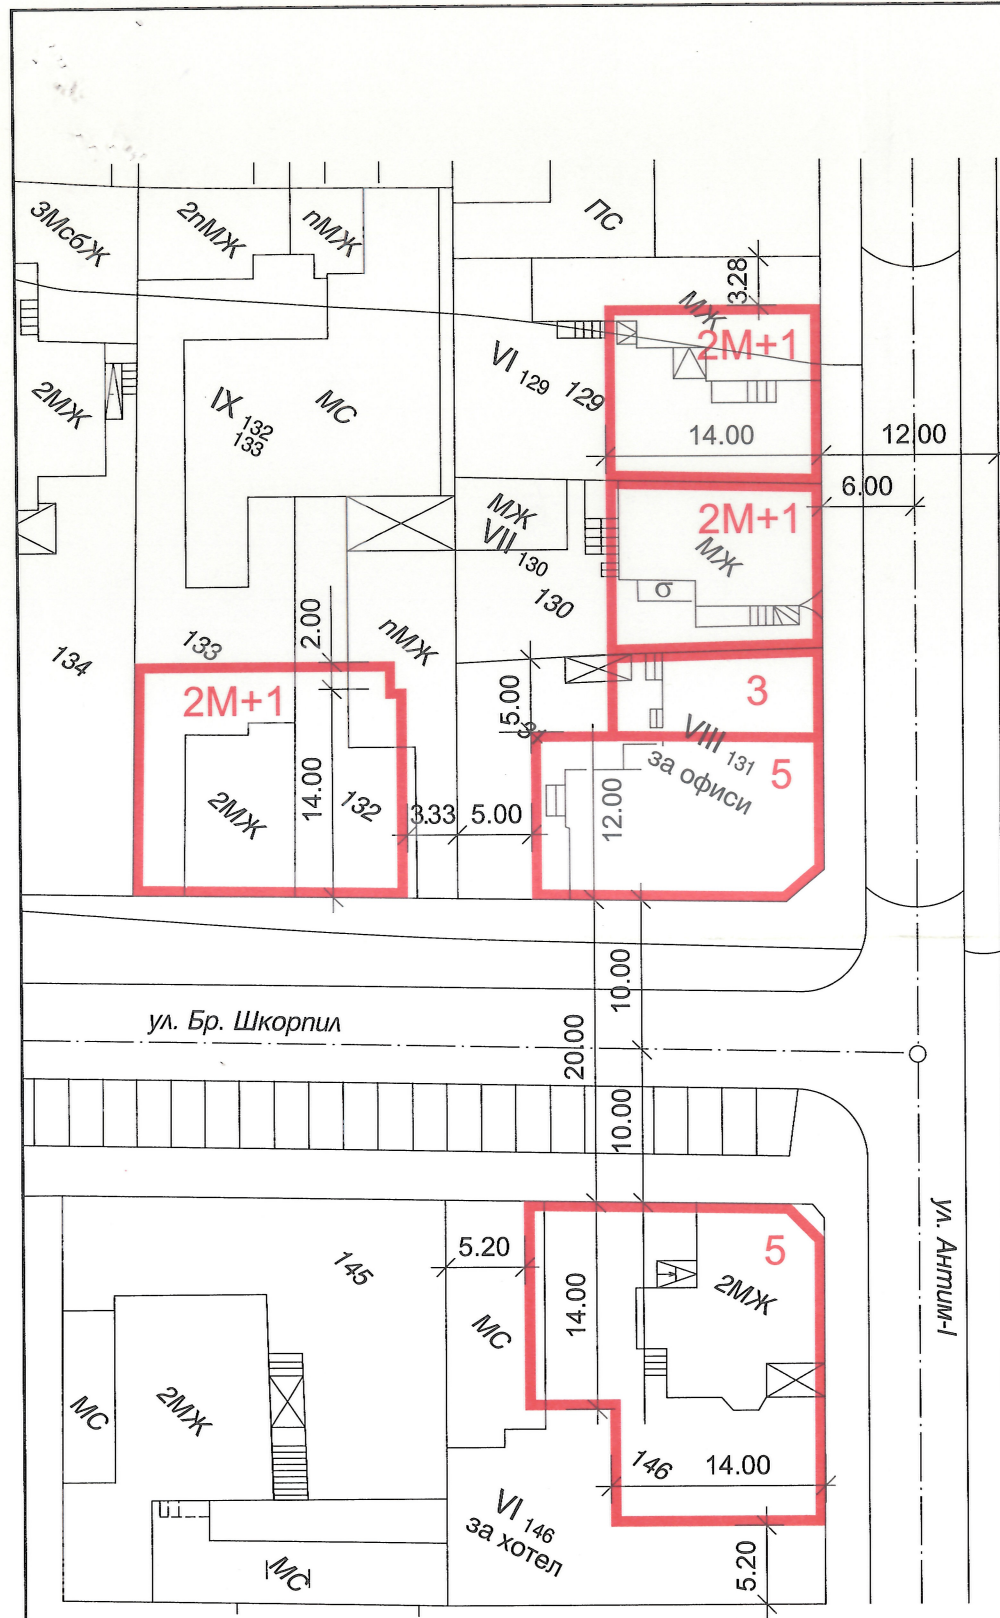 3МсбЖ
2пМЖ
пМЖ
ПС
3.28
МЖ
2М+1
2МЖ
IX 132
133
МС
VI 129
129
14.00
12.00
6.00
МЖ
VII 130
130
2М+1
МЖ
σ
134
133
2.00
пМЖ
5.00
3
2М+1
14.00
2МЖ
132
3.33
5.00
12.00
VIII 131
за офиси
5
10.00
ул. Бр. Шкорпил
20.00
10.00
ул. Антим-I
145
5.20
14.00
5
2МЖ
МС
МС
2МЖ
146
14.00
VI 146
за хотел
МС
5.20